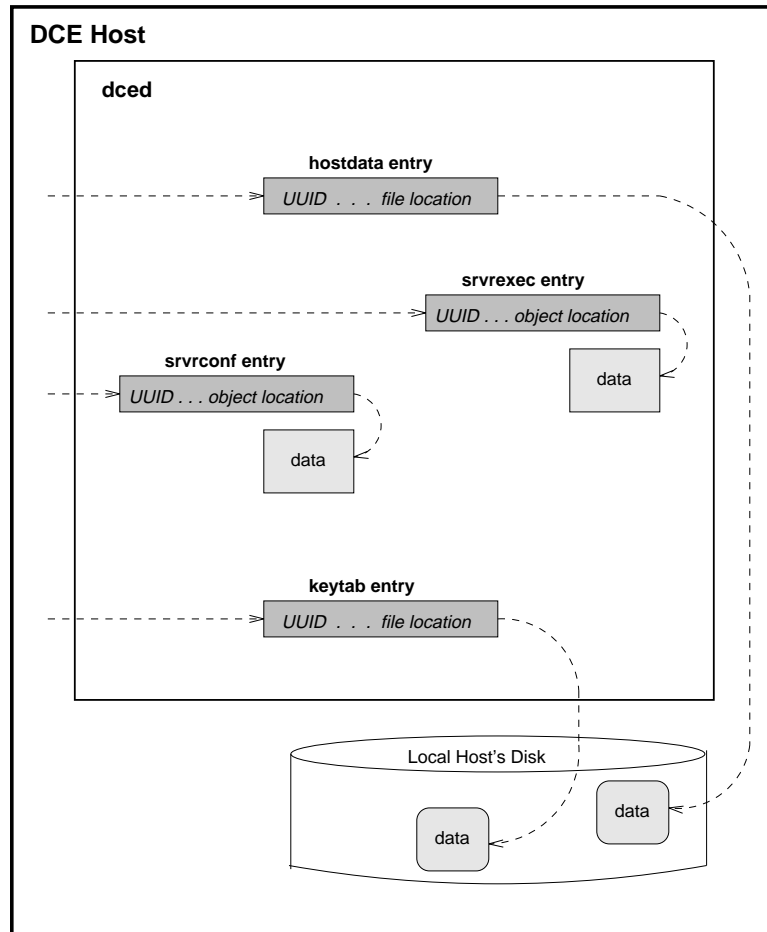 DCE Host
dced
hostdata entry
UUID . . . file location
srvrexec entry
UUID . . . object location
data
srvrconf entry
UUID . . . object location
data
keytab entry
UUID . . . file location
Local Host's Disk
data
data